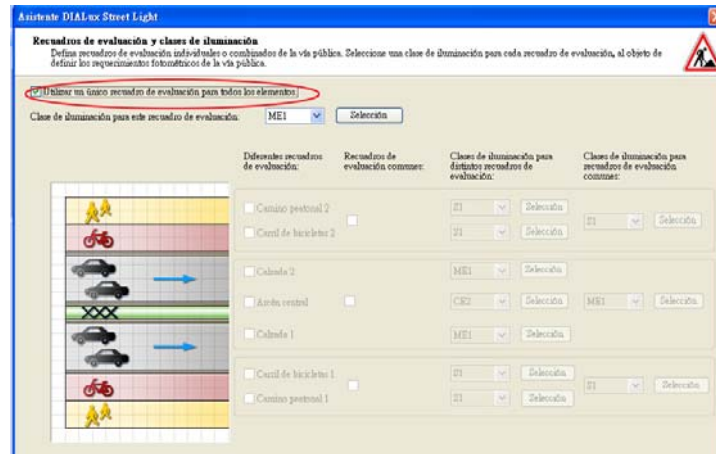 Asistente DIALux Street Light
Recuadros de evaluación y clases de iluminación
Defina recuadros de evaluación individuales o combinados de la vía pública. Seleccione una clase de iluminación para cada recuadro de evaluación, al objeto de
definir los requerimientos fotométricos de la vía pública.
Utilizar un único recuadro de evaluación para todos los elementos
Clase de iluminación para este recuadro de evaluación: ME1 Selección
Diferentes recuadros de evaluación: Recuadros de evaluación comunes: Clases de iluminación para distintos recuadros de evaluación: Clases de iluminación para recuadros de evaluación comunes:
Camino peatonal 2 S1 Selección
S1 Selección
Carril de bicicletas 2 S1 Selección
Calzada 2 ME1 Selección
Arcén central CE2 Selección ME1 Selección
Calzada 1 ME1 Selección
Carril de bicicletas 1 S1 Selección
S1 Selección
Camino peatonal 1 S1 Selección